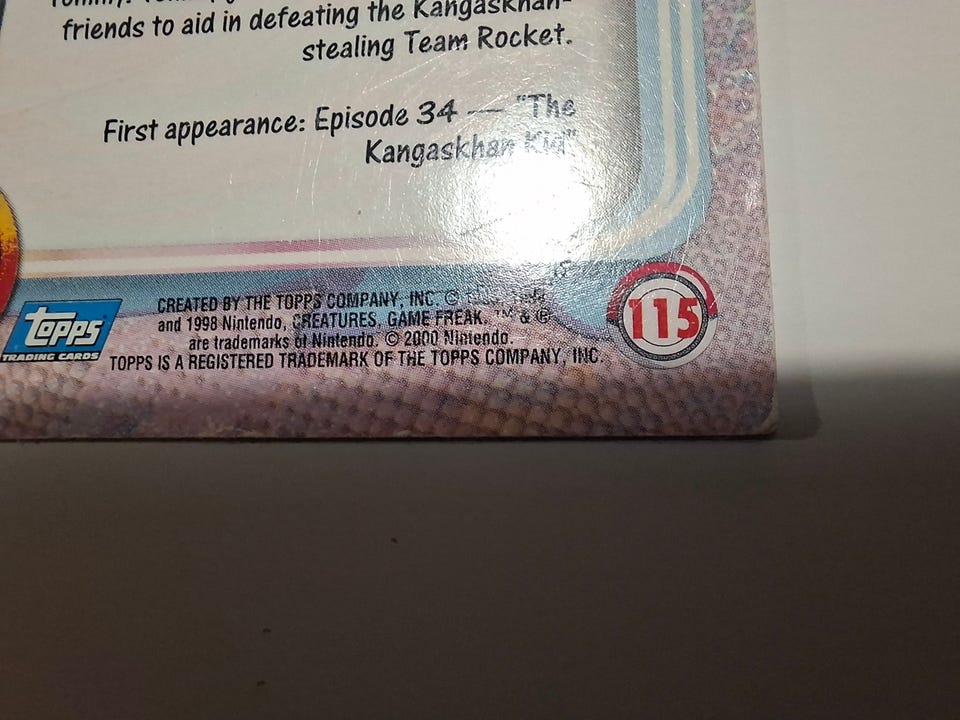 friends to aid in defeating the Kangaskhan-
stealing Team Rocket.
First appearance: Episode 34 — "The
Kangaskhan Kid"
Topps
TRADING CARDS
CREATED BY THE TOPPS COMPANY, INC. ©
and 1998 Nintendo, CREATURES, GAME FREAK. ™ & ®
are trademarks of Nintendo. © 2000 Nintendo.
TOPPS IS A REGISTERED TRADEMARK OF THE TOPPS COMPANY, INC.
115